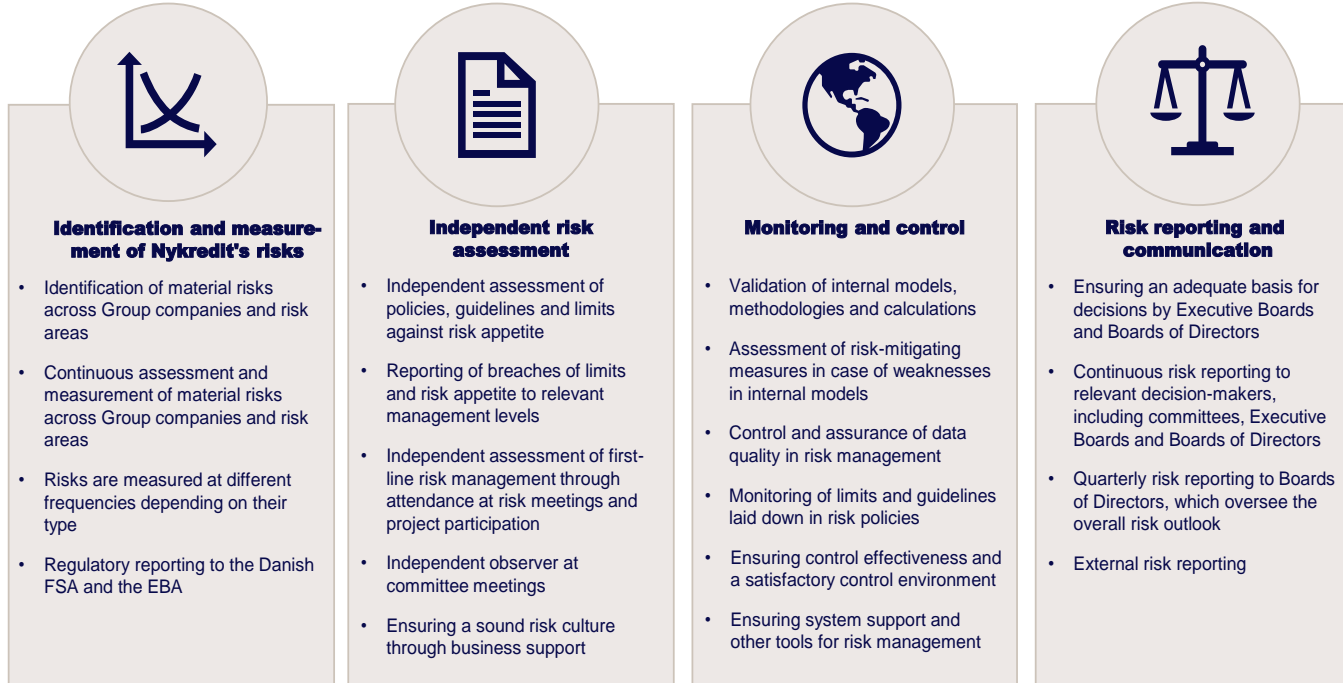 Identification and measure-
ment of Nykredit's risks
• Identification of material risks
across Group companies and risk
areas
• Continuous assessment and
measurement of material risks
across Group companies and risk
areas
• Risks are measured at different
frequencies depending on their
type
• Regulatory reporting to the Danish
FSA and the EBA
Independent risk
assessment
• Independent assessment of
policies, guidelines and limits
against risk appetite
• Reporting of breaches of limits
and risk appetite to relevant
management levels
• Independent assessment of first-
line risk management through
attendance at risk meetings and
project participation
• Independent observer at
committee meetings
• Ensuring a sound risk culture
through business support
Monitoring and control
• Validation of internal models,
methodologies and calculations
• Assessment of risk-mitigating
measures in case of weaknesses
in internal models
• Control and assurance of data
quality in risk management
• Monitoring of limits and guidelines
laid down in risk policies
• Ensuring control effectiveness and
a satisfactory control environment
• Ensuring system support and
other tools for risk management
Risk reporting and
communication
• Ensuring an adequate basis for
decisions by Executive Boards
and Boards of Directors
• Continuous risk reporting to
relevant decision-makers,
including committees, Executive
Boards and Boards of Directors
• Quarterly risk reporting to Boards
of Directors, which oversee the
overall risk outlook
• External risk reporting